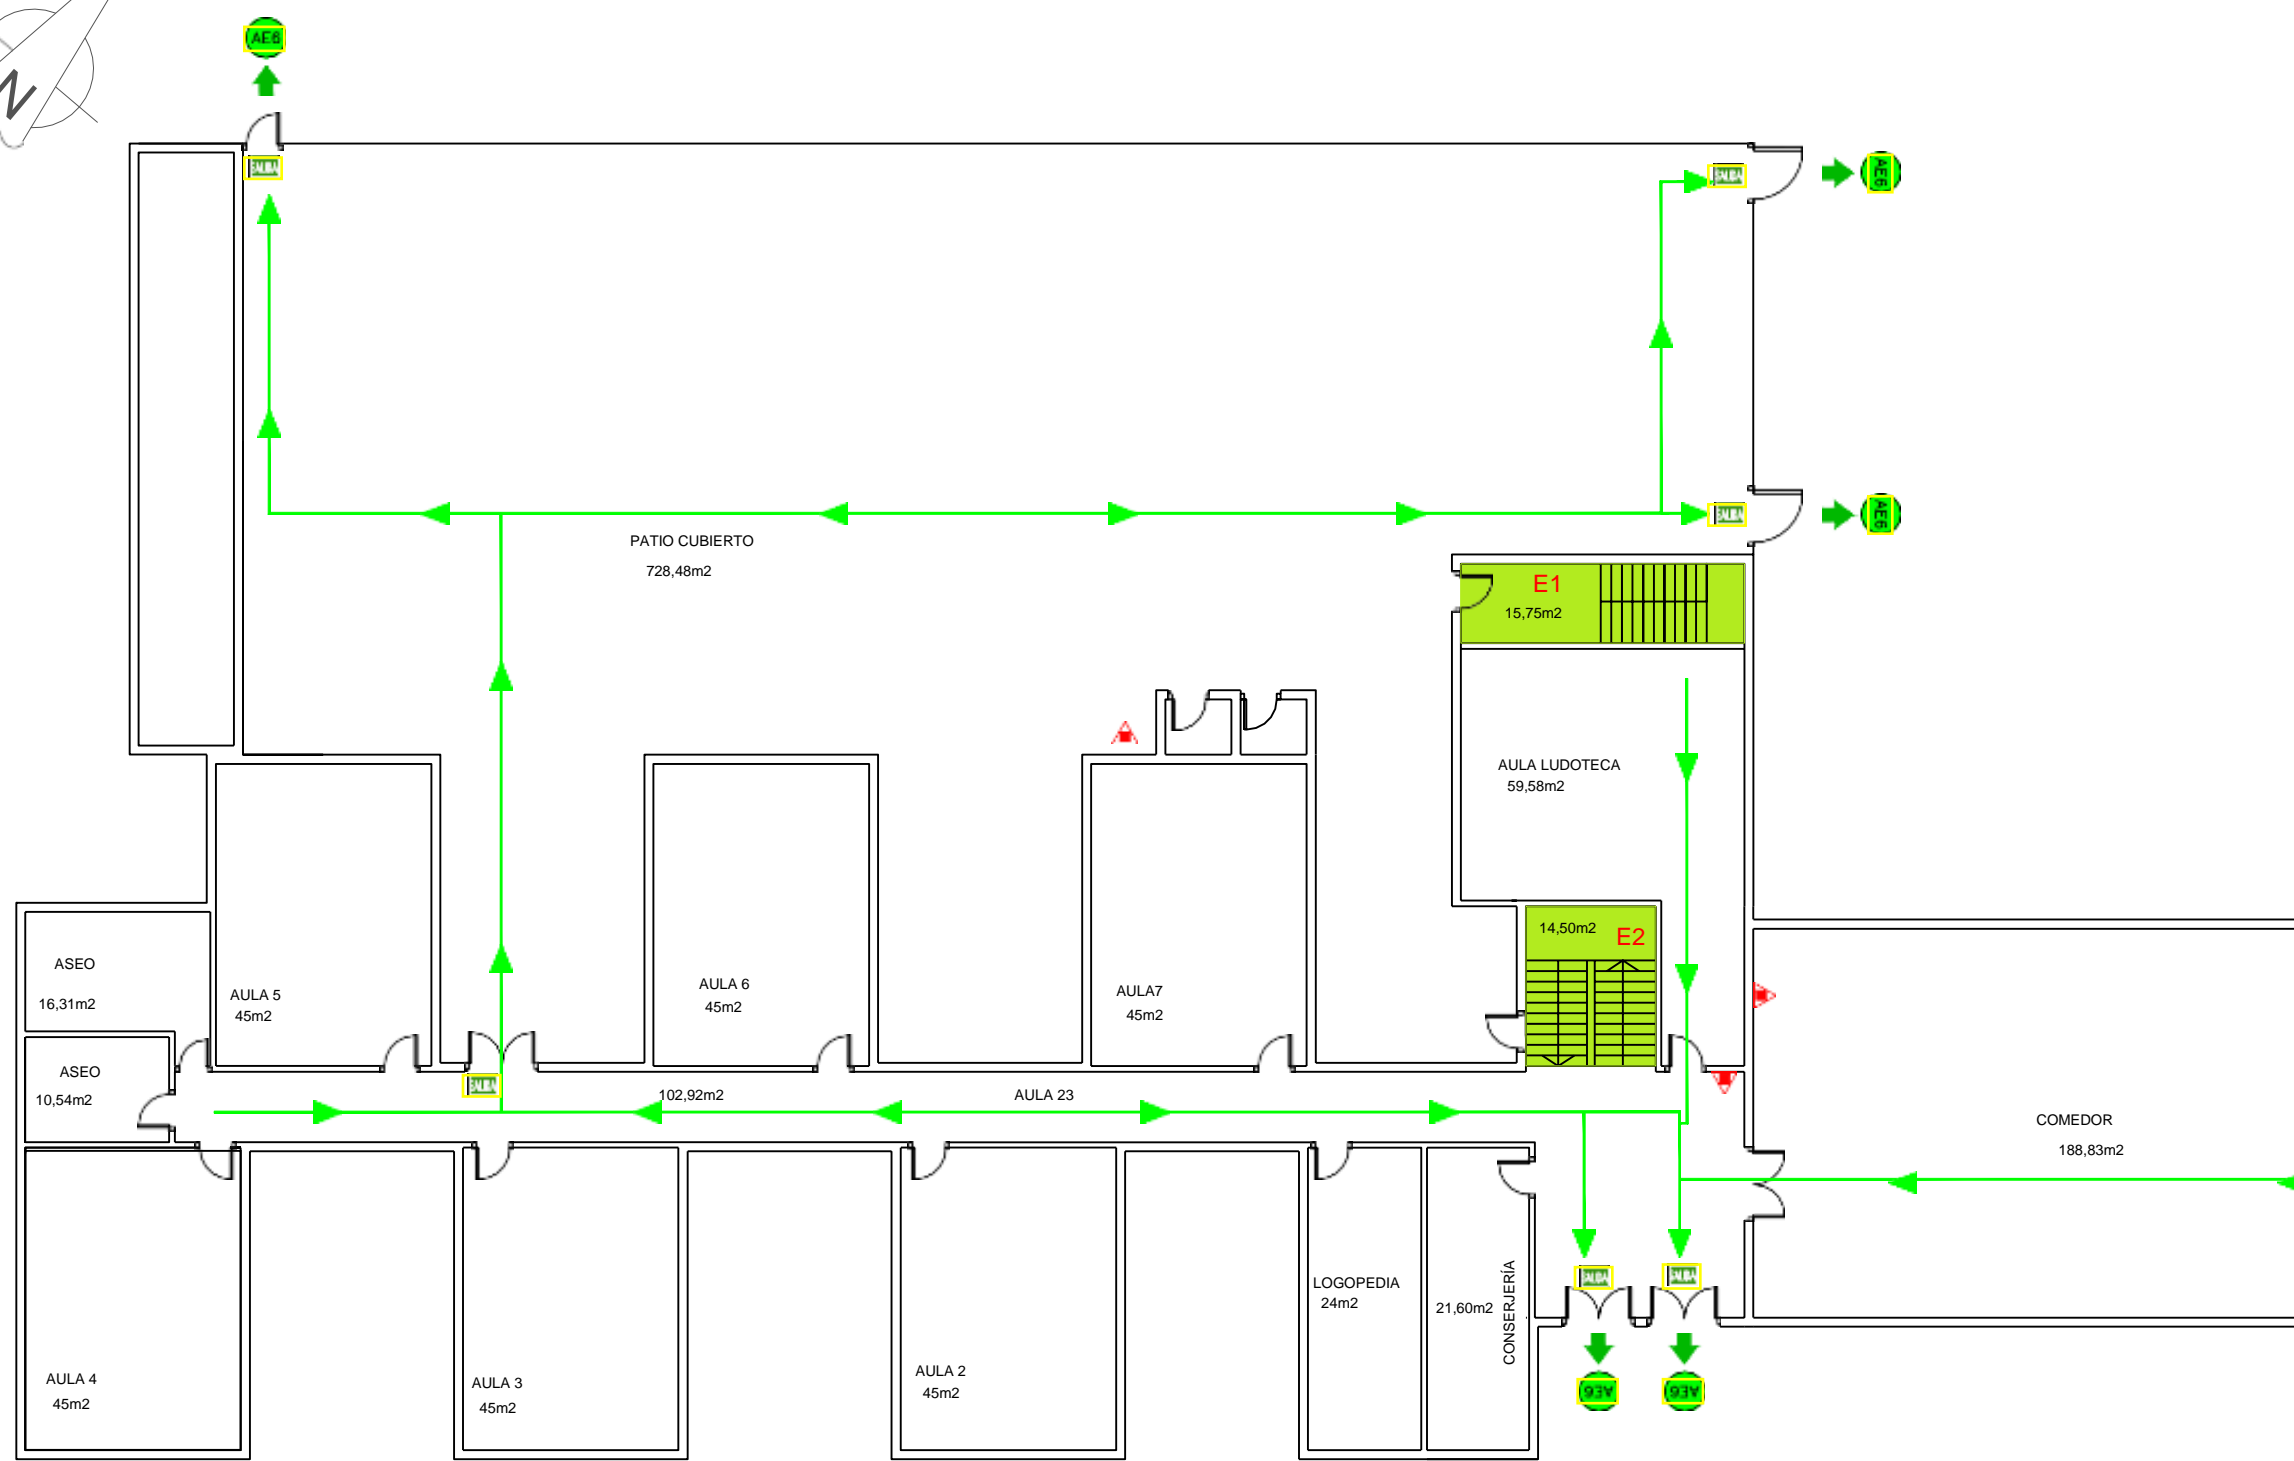 N
AE6
SALIDA
SALIDA
AE6
SALIDA
AE6
PATIO CUBIERTO
728,48m2
E1
15,75m2
AULA LUDOTECA
59,58m2
14,50m2
E2
ASEO
16,31m2
AULA 5
45m2
AULA 6
45m2
AULA7
45m2
ASEO
10,54m2
SALIDA
102,92m2
AULA 23
COMEDOR
188,83m2
LOGOPEDIA
24m2
21,60m2
CONSERJERÍA
SALIDA
SALIDA
AULA 4
45m2
AULA 3
45m2
AULA 2
45m2
AE6
AE6